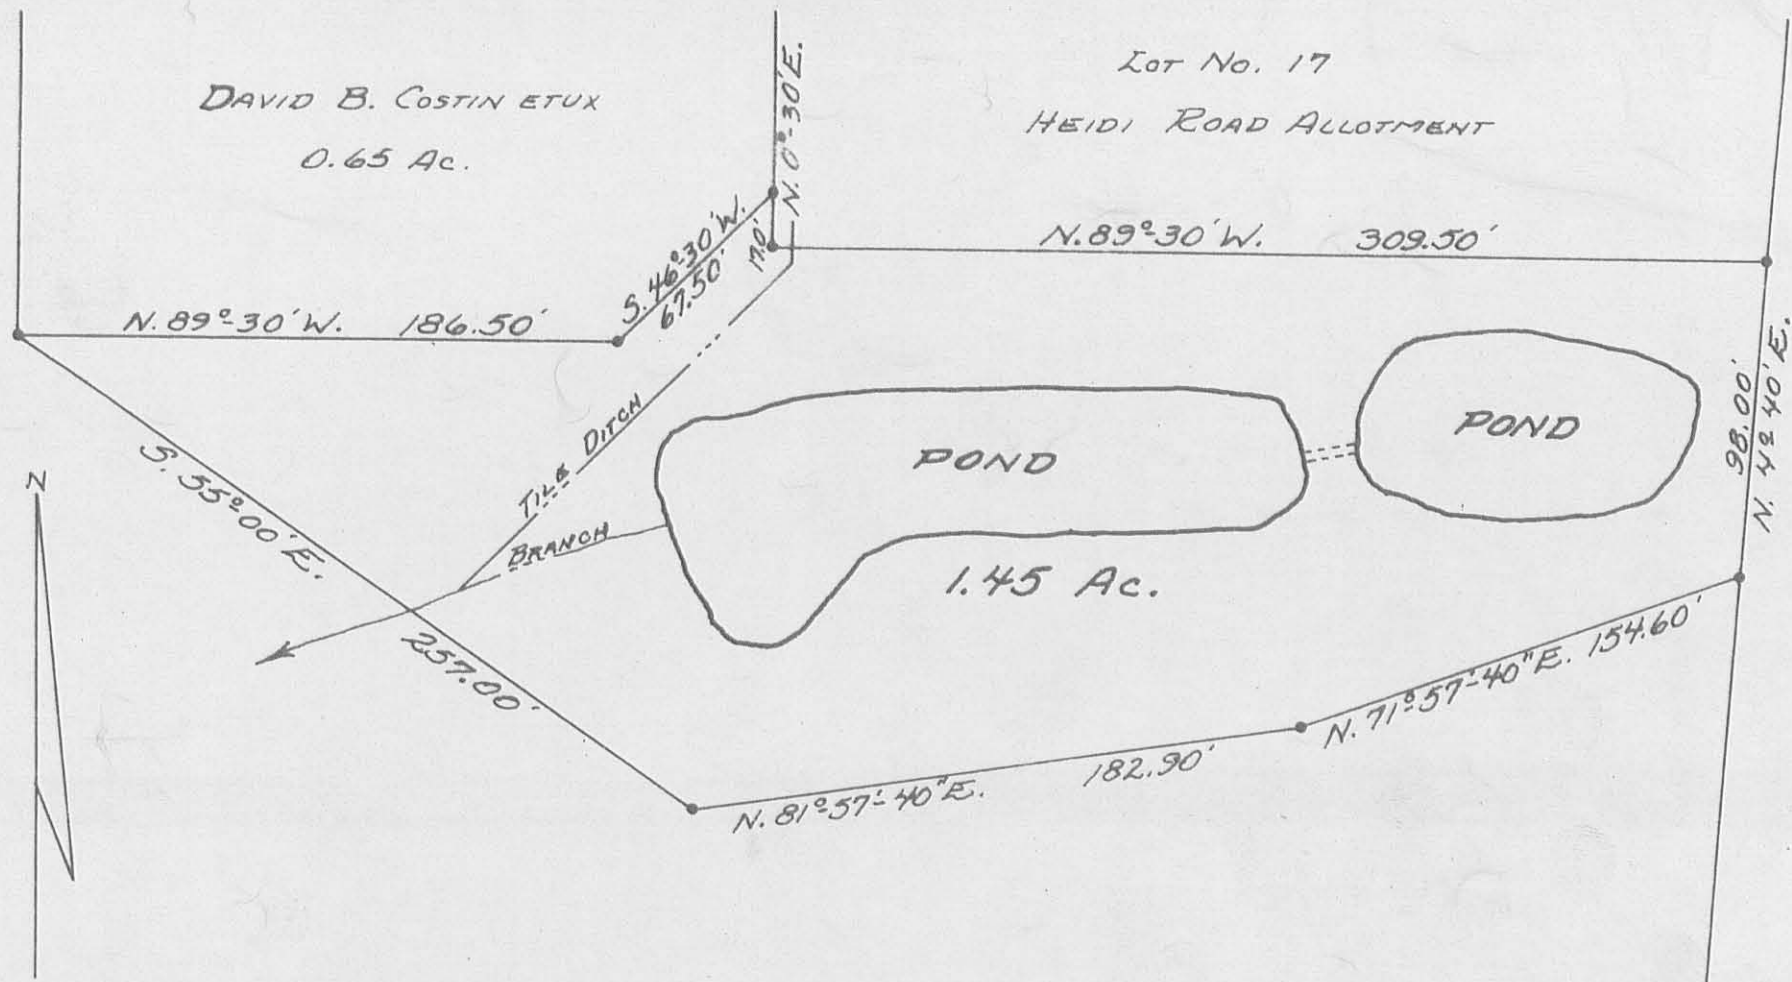 DAVID B. COSTIN ETUX
0.65 Ac.
N. 0°-30' E.
LOT NO. 17
HEIDI ROAD ALLOTMENT
S. 46°-30' W.
67.50'
17.0'
N. 89°-30' W. 309.50'
N. 89°-30' W. 186.50'
98.00'
N. 4° 40' E.
TILE DITCH
POND
POND
BRANCH
S. 55°-00' E.
257.00'
N
1.45 Ac.
N. 71°-57'-40" E. 154.60'
N. 81°-57'-40" E. 182.90'